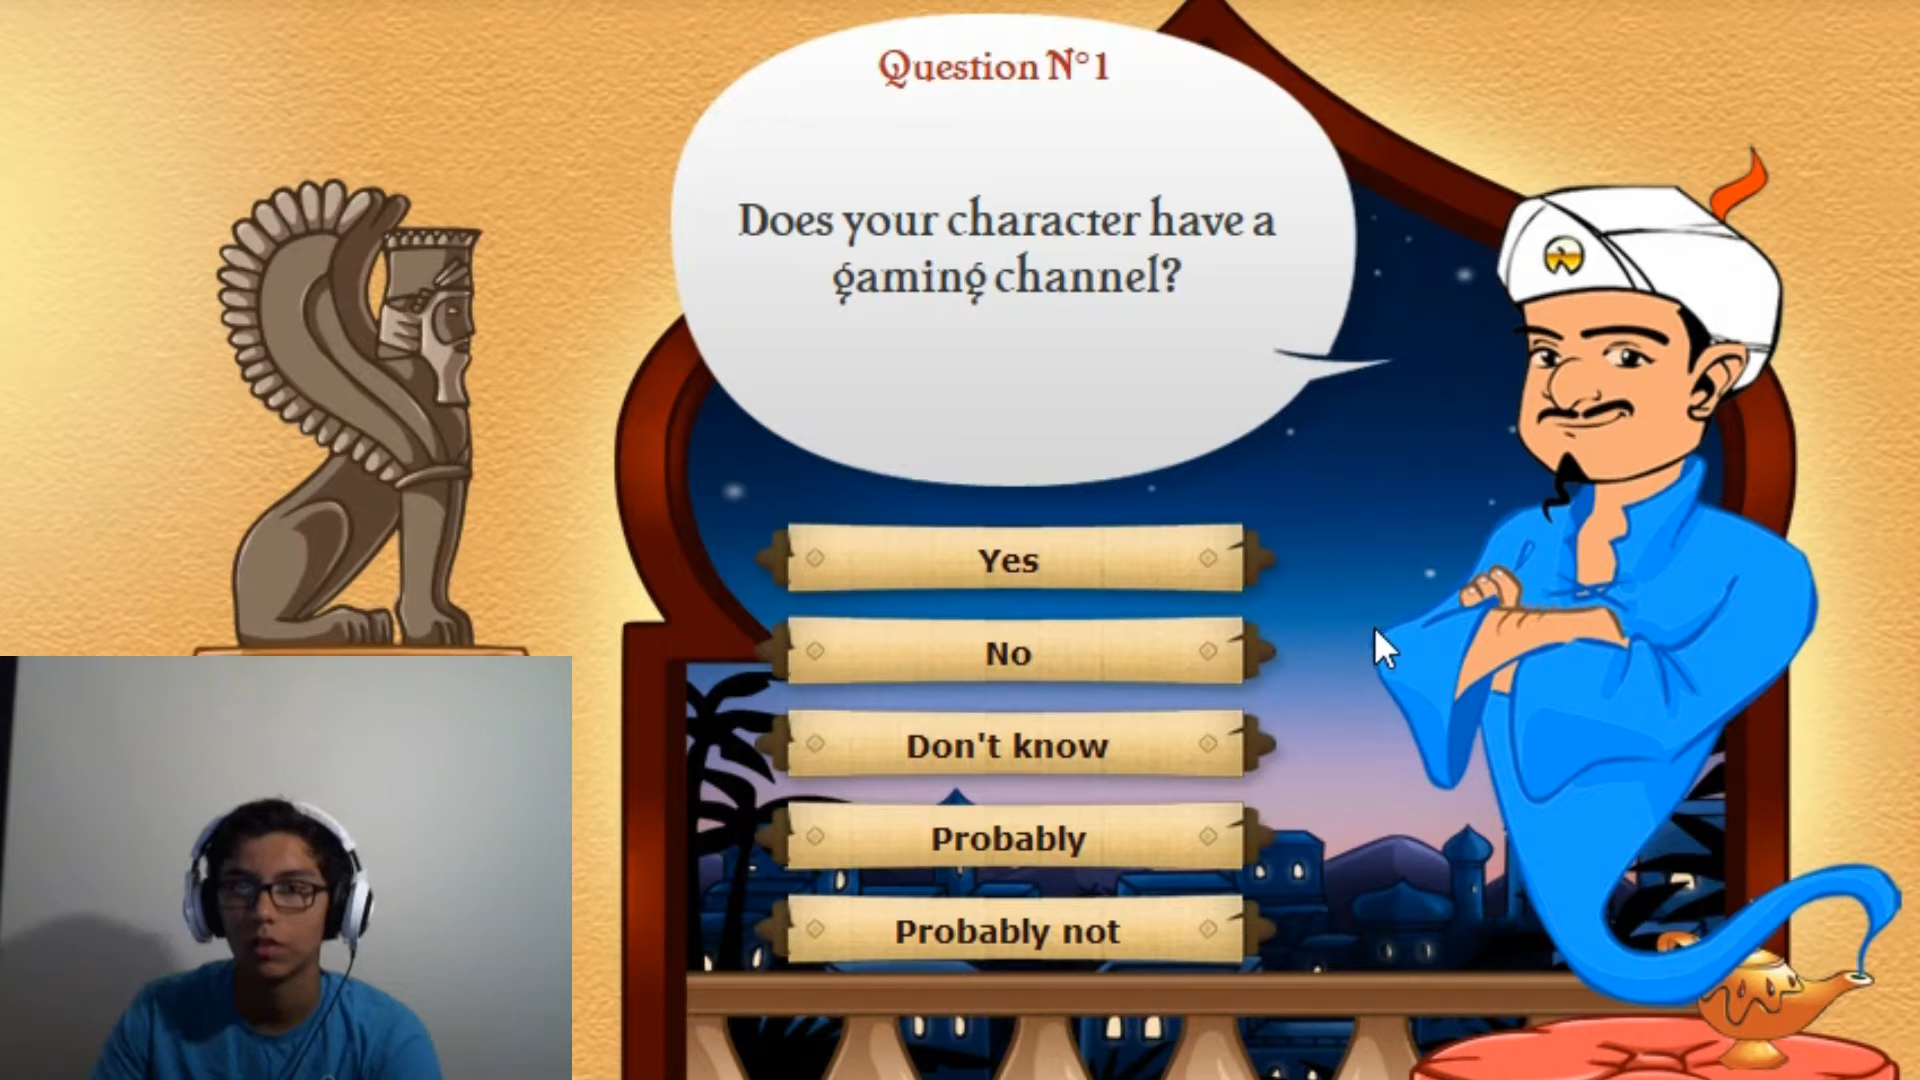 Question N°1
Does your character have a
gaming channel?
Yes
No
Don't know
Probably
Probably not